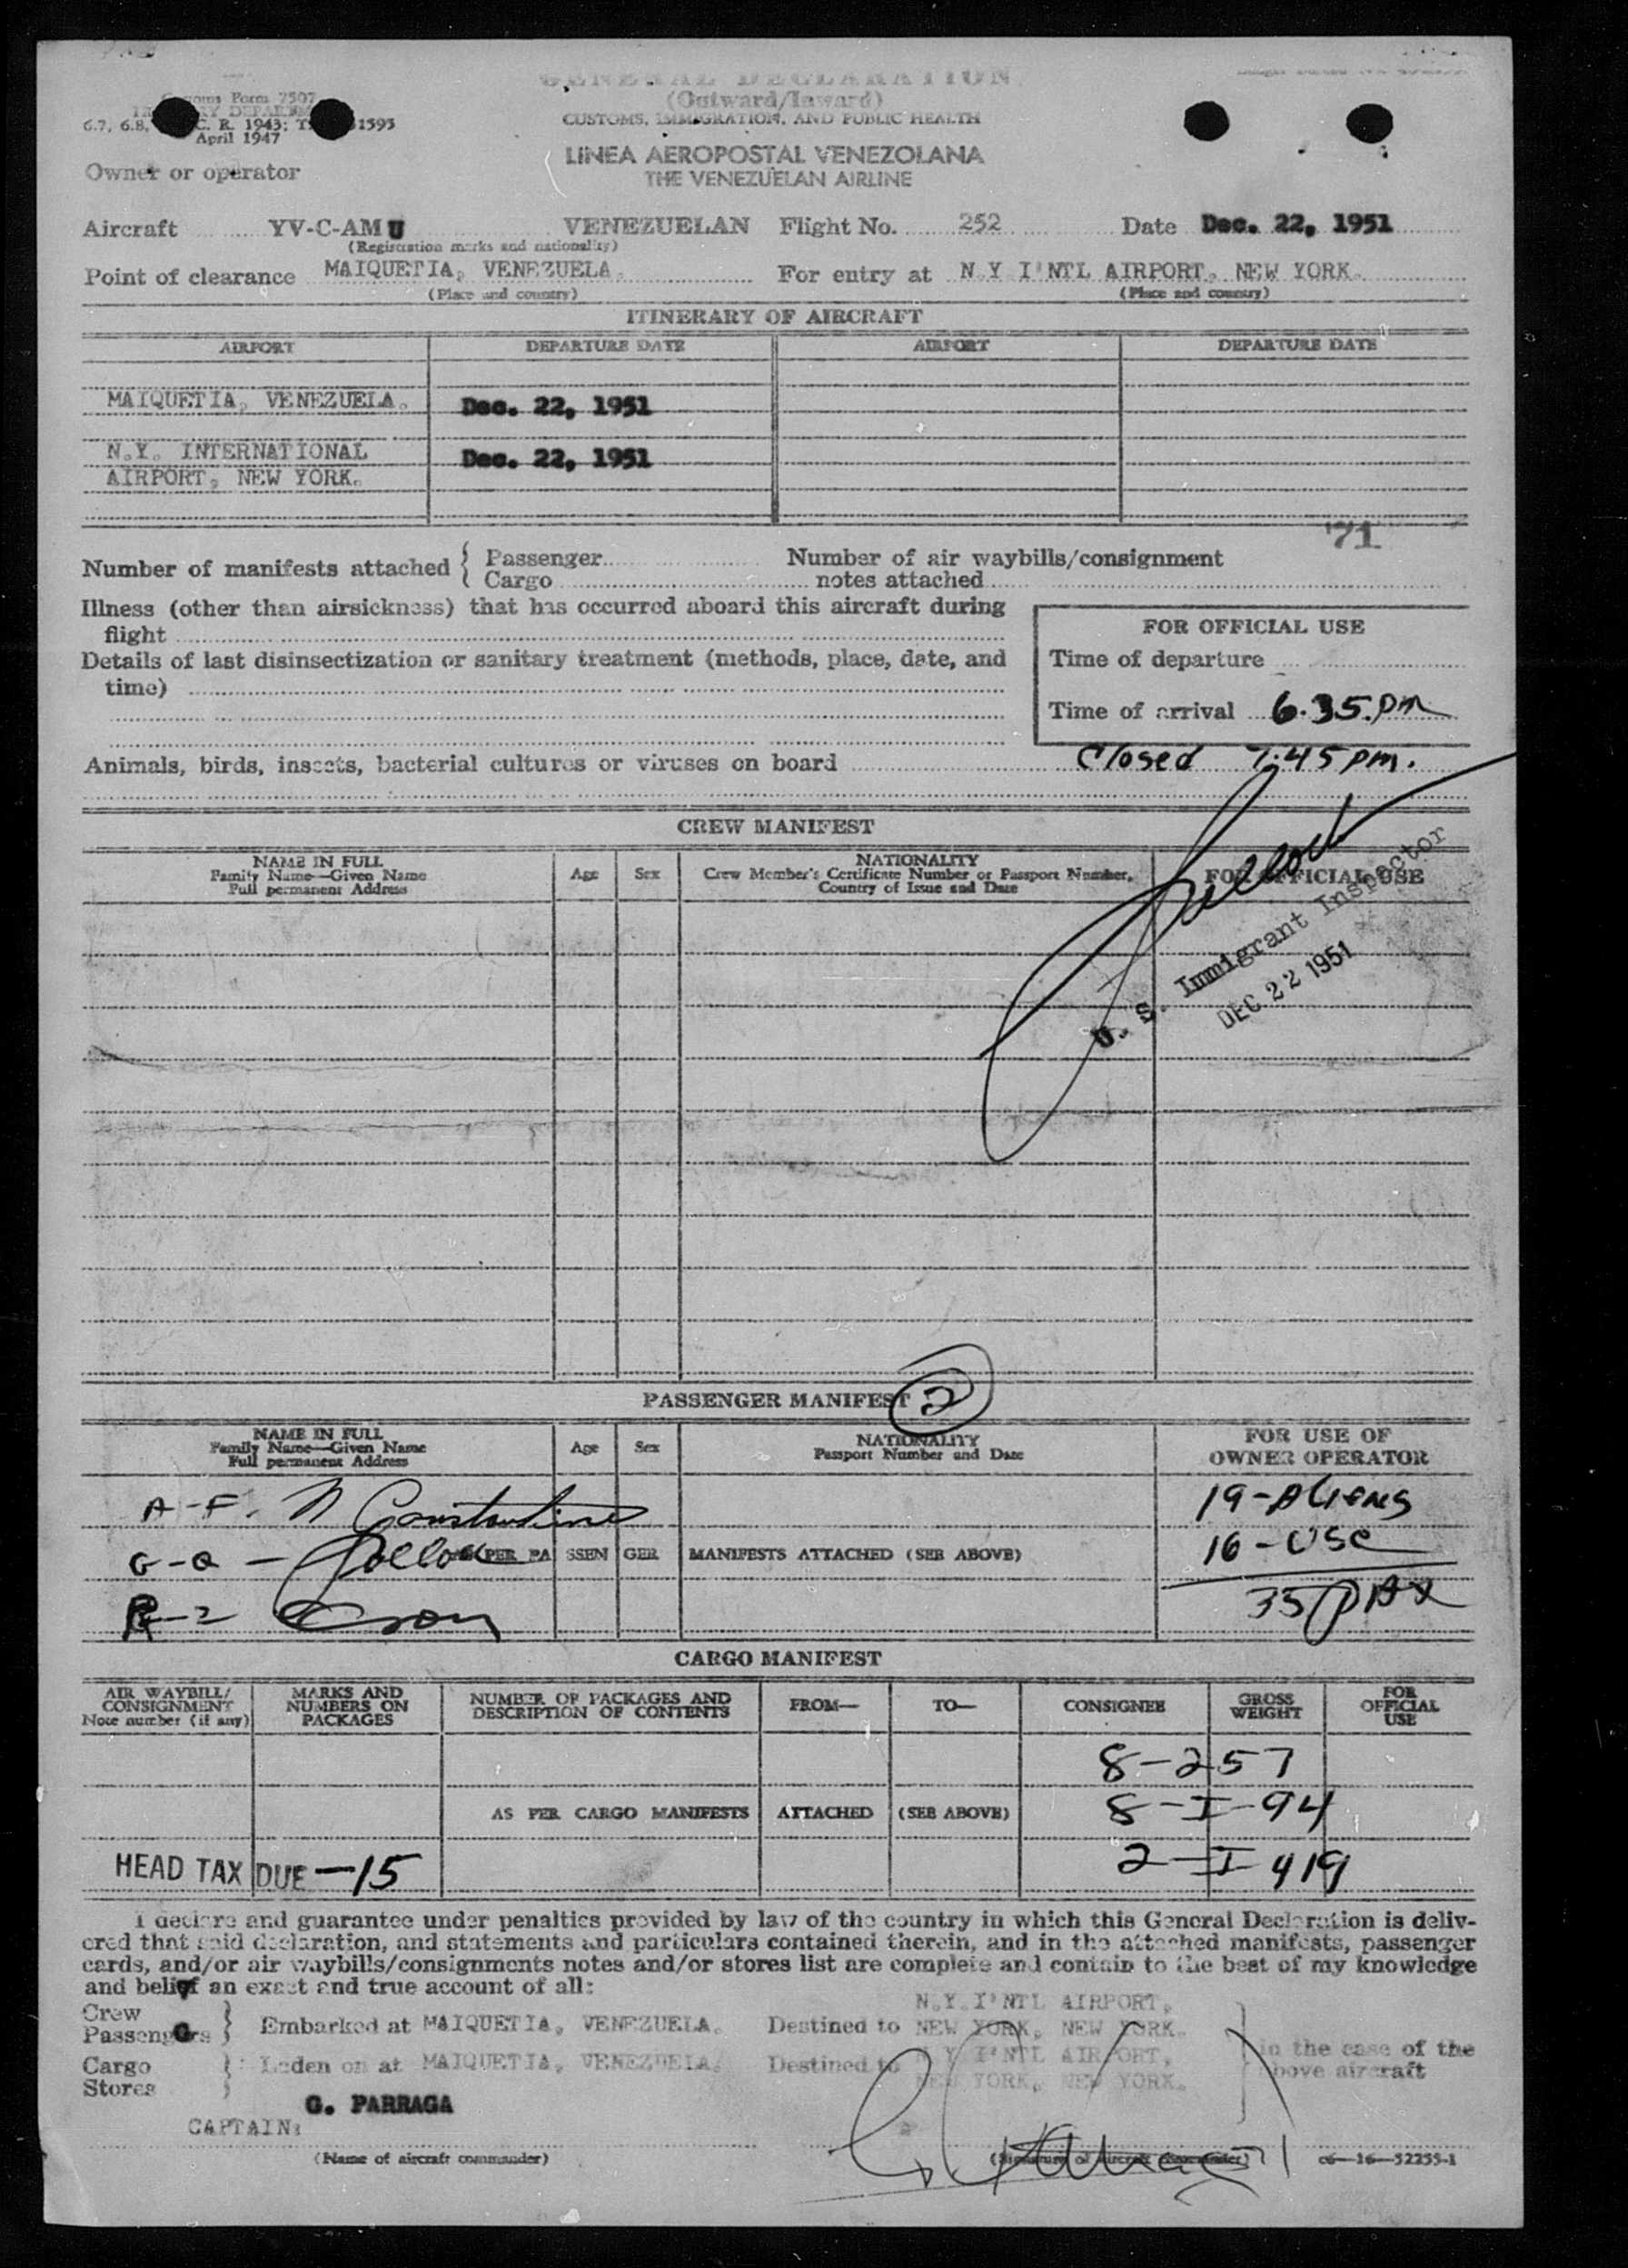 GENERAL DECLARATION
(Outward/Inward)
CUSTOMS, IMMIGRATION, AND PUBLIC HEALTH
Customs Form 7507
6.7, 6.8, C. R. 1943; T. 1593
April 1947
LINEA AEROPOSTAL VENEZOLANA
THE VENEZUELAN AIRLINE
Owner or operator
Aircraft YV-C-AMU VENEZUELAN Flight No. 252 Date Dec. 22, 1951
(Registration marks and nationality)
Point of clearance MAIQUETIA, VENEZUELA. For entry at N.Y I'NTL AIRPORT, NEW YORK.
(Place and country) (Place and country)
ITINERARY OF AIRCRAFT
AIRPORT DEPARTURE DATE AIRPORT DEPARTURE DATE
MAIQUETIA, VENEZUELA. Dec. 22, 1951
N.Y. INTERNATIONAL Dec. 22, 1951
AIRPORT, NEW YORK.
71
Number of manifests attached { Passenger Number of air waybills/consignment
Cargo notes attached
Illness (other than airsickness) that has occurred aboard this aircraft during
flight
FOR OFFICIAL USE
Details of last disinsectization or sanitary treatment (methods, place, date, and
time)
Time of departure
Time of arrival 6.35.pm
Closed 7:45 pm.
Animals, birds, insects, bacterial cultures or viruses on board
CREW MANIFEST
NAME IN FULL
Family Name—Given Name
Full permanent Address
Age Sex
NATIONALITY
Crew Member's Certificate Number or Passport Number,
Country of Issue and Date
FOR OFFICIAL USE
U. S. Immigrant Inspector
DEC 22 1951
PASSENGER MANIFEST 2
NAME IN FULL
Family Name—Given Name
Full permanent Address
Age Sex
NATIONALITY
Passport Number and Date
FOR USE OF
OWNER OPERATOR
A-F. N Constantine 19-Aliens
G-Q - PER PASSENGER MANIFESTS ATTACHED (SEE ABOVE) 16-USC
R-Z 35 PAX
CARGO MANIFEST
AIR WAYBILL/
CONSIGNMENT
Note number (if any)
MARKS AND
NUMBERS ON
PACKAGES
NUMBER OF PACKAGES AND
DESCRIPTION OF CONTENTS
FROM— TO— CONSIGNEE
GROSS
WEIGHT
FOR
OFFICIAL
USE
8-257
AS PER CARGO MANIFESTS ATTACHED (SEE ABOVE) 8-I-94
HEAD TAX DUE -15 2-I 419
I declare and guarantee under penalties provided by law of the country in which this General Declaration is deliv-
ered that said declaration, and statements and particulars contained therein, and in the attached manifests, passenger
cards, and/or air waybills/consignments notes and/or stores list are complete and contain to the best of my knowledge
and belief an exact and true account of all:
Crew
Passengers } Embarked at MAIQUETIA, VENEZUELA. Destined to N.Y.I'NTL AIRPORT, NEW YORK, NEW YORK.
Cargo
Stores } Laden on at MAIQUETIA, VENEZUELA. Destined to N Y I'NTL AIRPORT, NEW YORK, NEW YORK.
in the case of the
above aircraft
G. PARRAGA
CAPTAIN:
(Name of aircraft commander) (Signature of aircraft commander) c6—16—52255-1